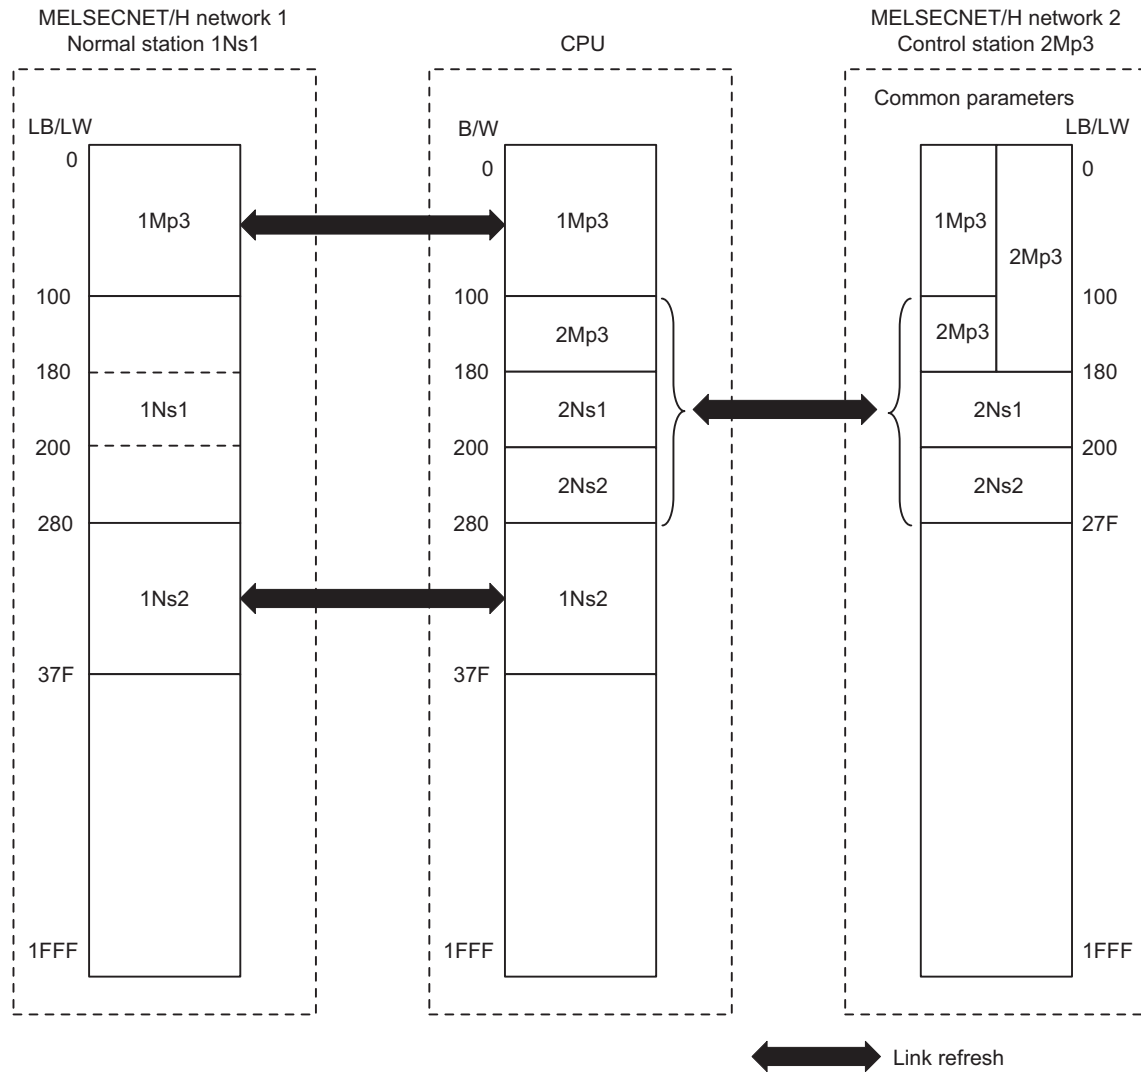 MELSECNET/H network 1
Normal station 1Ns1
LB/LW
0
1Mp3
100
180
1Ns1
200
280
1Ns2
37F
1FFF
CPU
B/W
0
1Mp3
100
2Mp3
180
2Ns1
200
2Ns2
280
1Ns2
37F
1FFF
MELSECNET/H network 2
Control station 2Mp3
Common parameters
LB/LW
0
1Mp3
2Mp3
100
2Mp3
180
2Ns1
200
2Ns2
27F
1FFF
Link refresh